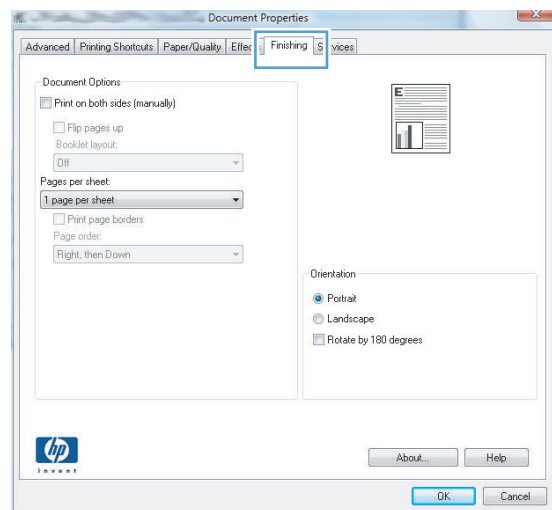 Document Properties
Advanced Printing Shortcuts Paper/Quality Finishing
Document Options
Print on both sides (manually)
Flip pages up
Booklet layout:
Off
Pages per sheet:
1 page per sheet
Print page borders
Page order:
Right, then Down
E
Orientation
Portrait
Landscape
Rotate by 180 degrees
hp
invent
About... Help
OK Cancel